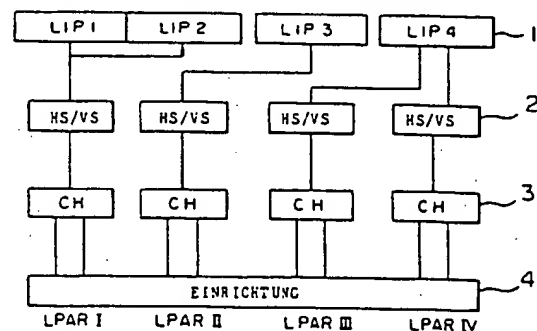 LIP 1 LIP 2 LIP 3 LIP 4 1
HS/VS HS/VS HS/VS HS/VS 2
CH CH CH CH 3
EINRICHTUNG 4
LPAR I LPAR II LPAR III LPAR IV